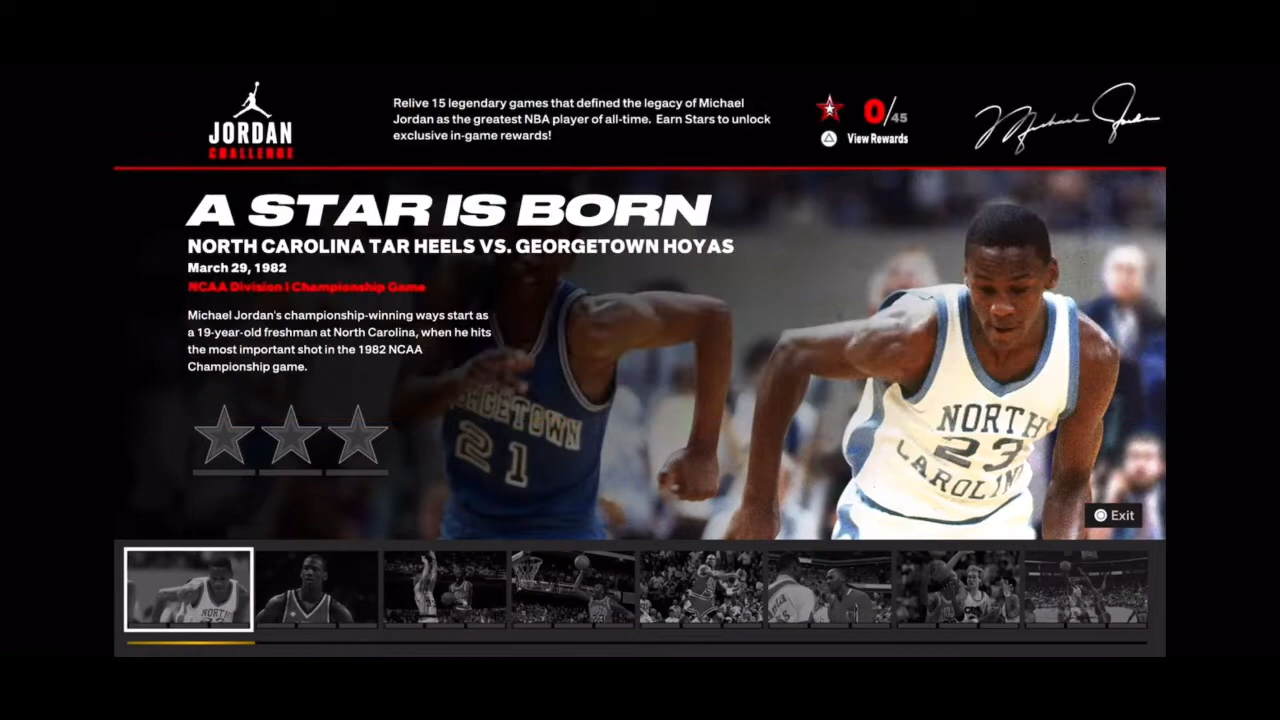 JORDAN
CHALLENGE
Relive 15 legendary games that defined the legacy of Michael
Jordan as the greatest NBA player of all-time. Earn Stars to unlock
exclusive in-game rewards!
0/45
View Rewards
Michael Jordan
A STAR IS BORN
NORTH CAROLINA TAR HEELS VS. GEORGETOWN HOYAS
March 29, 1982
NCAA Division I Championship Game
Michael Jordan's championship-winning ways start as
a 19-year-old freshman at North Carolina, when he hits
the most important shot in the 1982 NCAA
Championship game.
GETOWN
21
NORTH
23
CAROLIN
Exit
NORTH